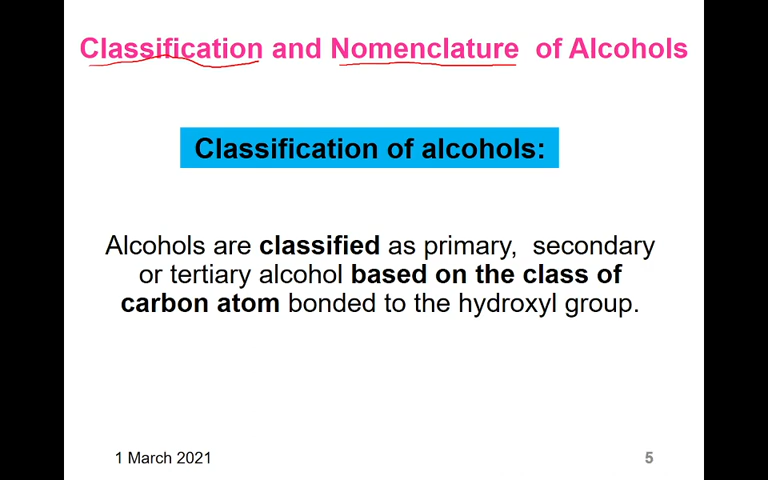 Classification and Nomenclature of Alcohols
Classification of alcohols:
Alcohols are classified as primary, secondary
or tertiary alcohol based on the class of
carbon atom bonded to the hydroxyl group.
1 March 2021
5